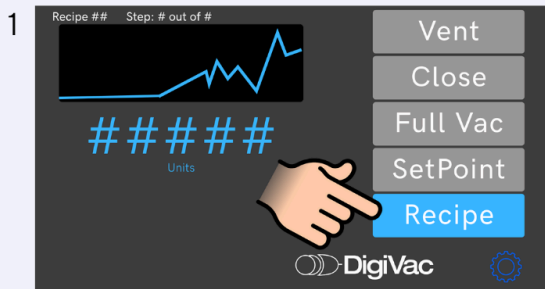 1
Recipe ##    Step: # out of #
#####
Units
Vent
Close
Full Vac
SetPoint
Recipe
DigiVac